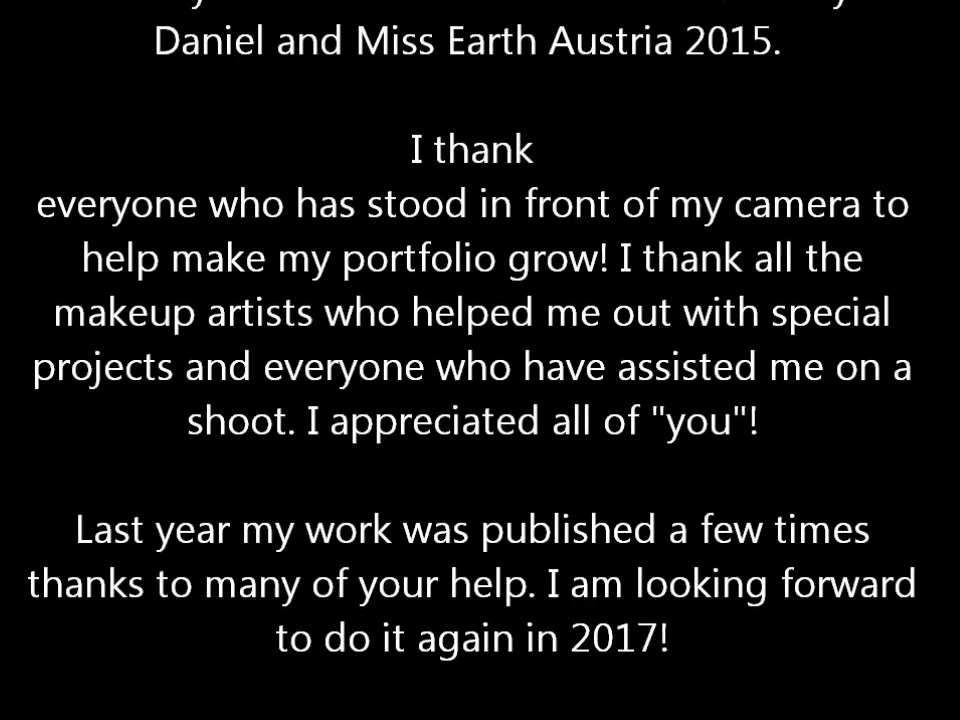 Daniel and Miss Earth Austria 2015.
I thank
everyone who has stood in front of my camera to
help make my portfolio grow! I thank all the
makeup artists who helped me out with special
projects and everyone who have assisted me on a
shoot. I appreciated all of "you"!
Last year my work was published a few times
thanks to many of your help. I am looking forward
to do it again in 2017!